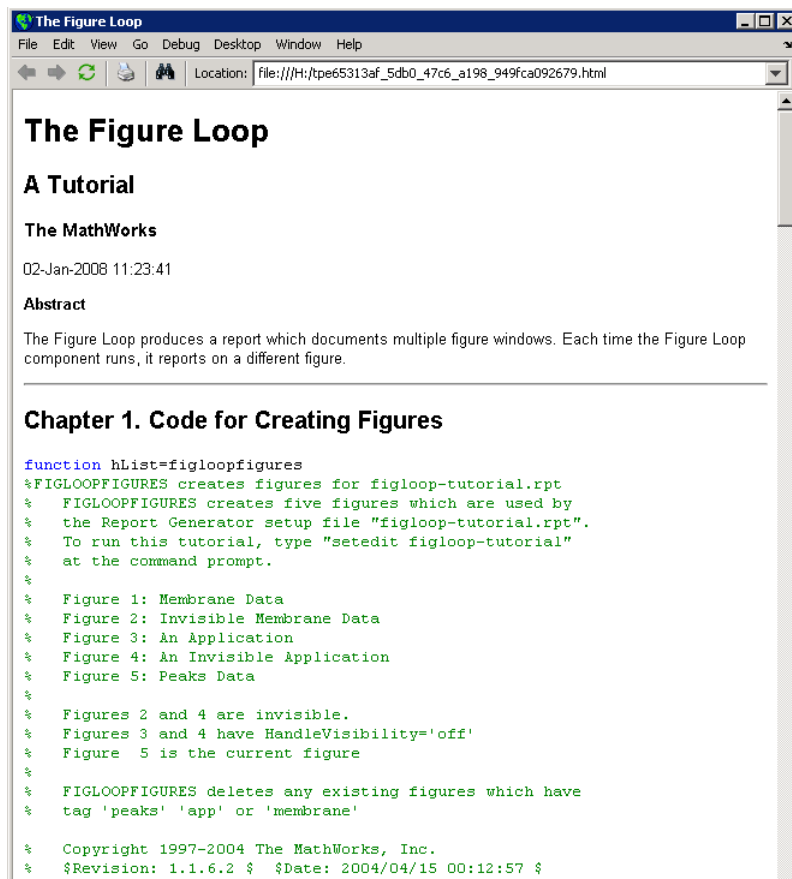 The Figure Loop
File Edit View Go Debug Desktop Window Help
Location: file:///H:/tpe65313af_5db0_47c6_a198_949fca092679.html
The Figure Loop
A Tutorial
The MathWorks
02-Jan-2008 11:23:41
Abstract
The Figure Loop produces a report which documents multiple figure windows. Each time the Figure Loop
component runs, it reports on a different figure.
Chapter 1. Code for Creating Figures
function hList=figloopfigures
%FIGLOOPFIGURES creates figures for figloop-tutorial.rpt
%   FIGLOOPFIGURES creates five figures which are used by
%   the Report Generator setup file "figloop-tutorial.rpt".
%   To run this tutorial, type "setedit figloop-tutorial"
%   at the command prompt.
%
%   Figure 1: Membrane Data
%   Figure 2: Invisible Membrane Data
%   Figure 3: An Application
%   Figure 4: An Invisible Application
%   Figure 5: Peaks Data
%
%   Figures 2 and 4 are invisible.
%   Figures 3 and 4 have HandleVisibility='off'
%   Figure  5 is the current figure
%
%   FIGLOOPFIGURES deletes any existing figures which have
%   tag 'peaks' 'app' or 'membrane'
%   Copyright 1997-2004 The MathWorks, Inc.
%   $Revision: 1.1.6.2 $  $Date: 2004/04/15 00:12:57 $